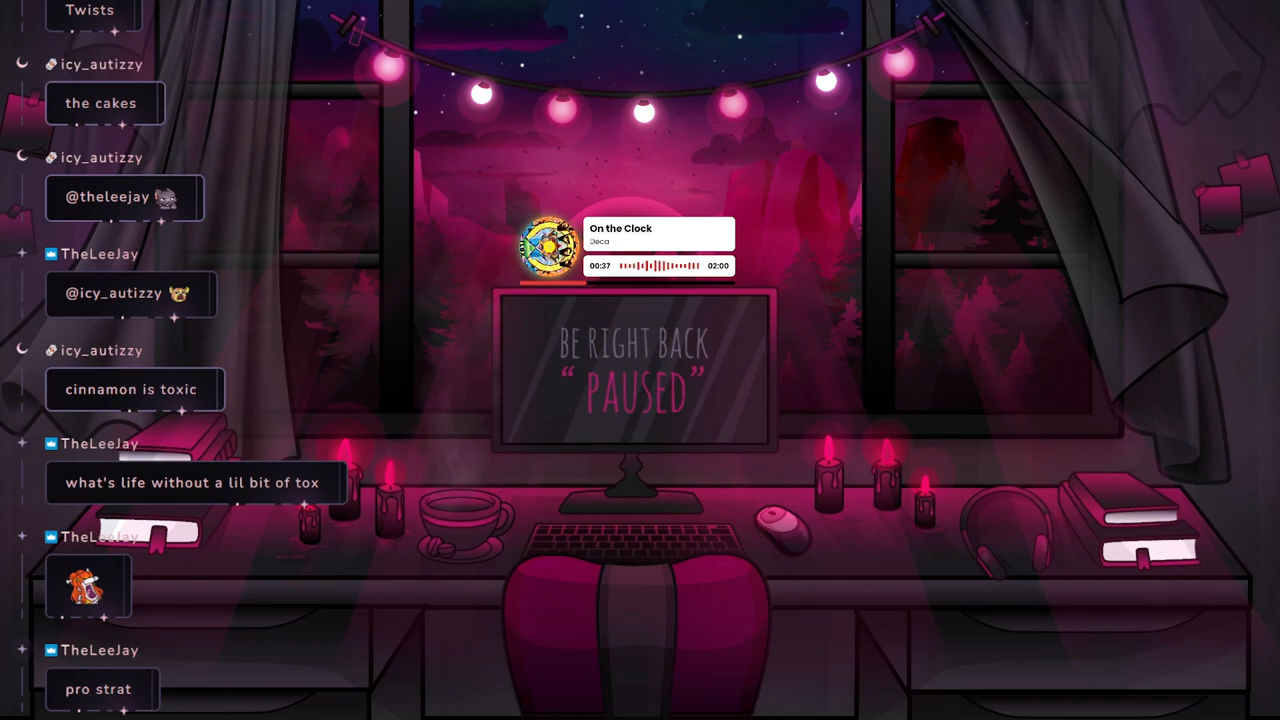 Twists
icy_autizzy
the cakes
icy_autizzy
@theleejay
TheLeeJay
@icy_autizzy
icy_autizzy
cinnamon is toxic
TheLeeJay
what's life without a lil bit of tox
TheLeeJay
TheLeeJay
pro strat
On the Clock
Deca
00:37 02:00
BE RIGHT BACK
“ PAUSED”